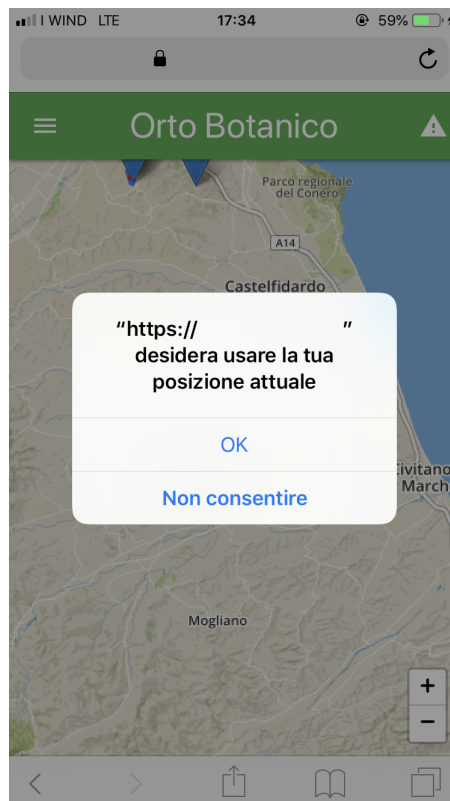 I WIND LTE 17:34 59%
Orto Botanico
Parco regionale
del Conero
A14
Castelfidardo
“https:// ”
desidera usare la tua
posizione attuale
OK
Non consentire
Civitano
March
Mogliano
+
−